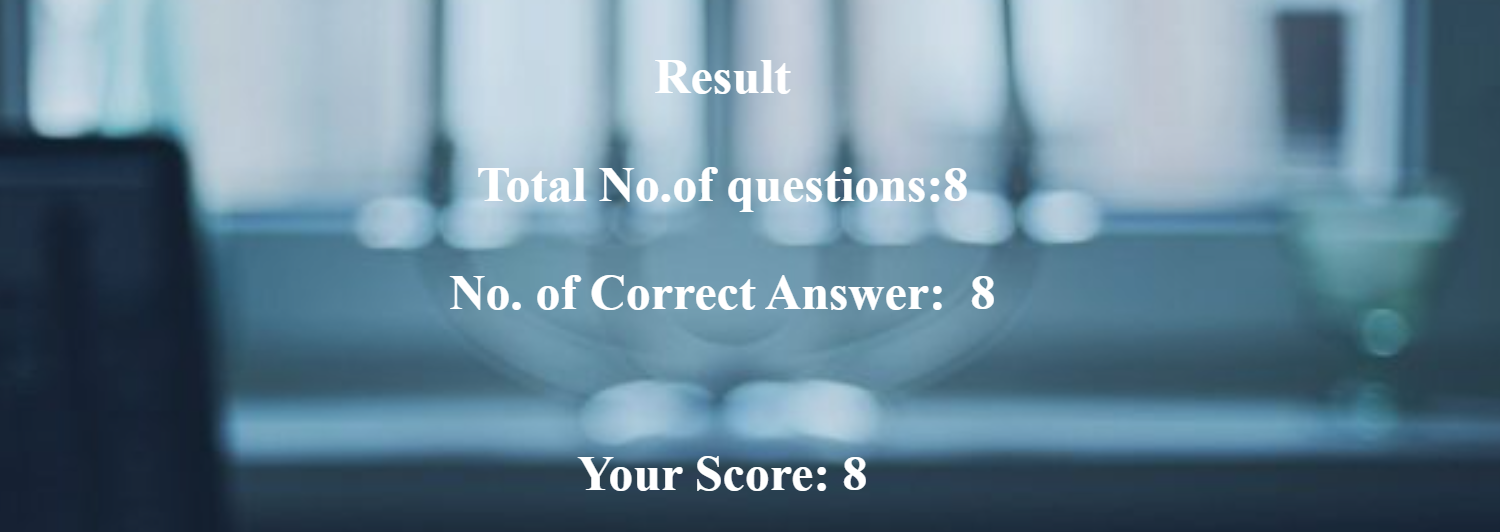 Result
Total No.of questions:8
No. of Correct Answer: 8
Your Score: 8